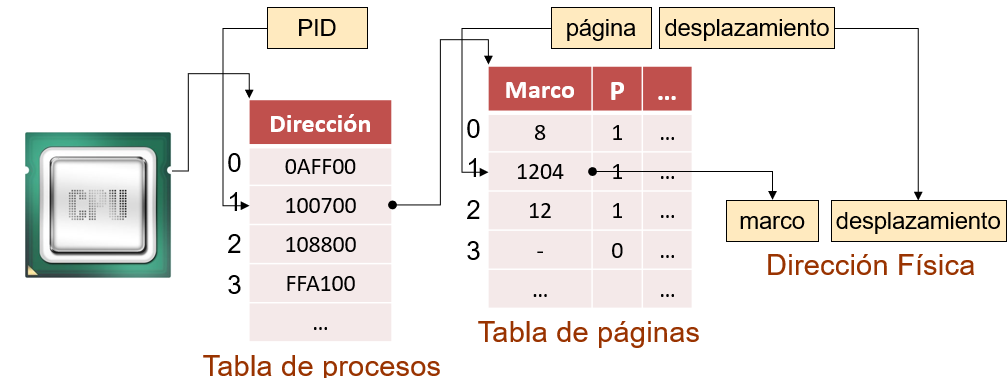 PID
página desplazamiento
CPU
Dirección
0 0AFF00
1 100700
2 108800
3 FFA100
...
Tabla de procesos
Marco P ...
0 8 1 ...
1 1204 1 ...
2 12 1 ...
3 - 0 ...
... ...
Tabla de páginas
marco desplazamiento
Dirección Física